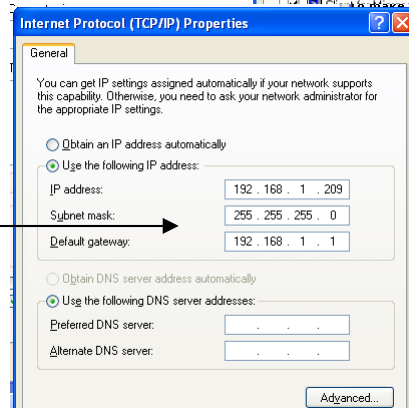 Internet Protocol (TCP/IP) Properties
General
You can get IP settings assigned automatically if your network supports
this capability. Otherwise, you need to ask your network administrator for
the appropriate IP settings.
Obtain an IP address automatically
Use the following IP address:
IP address: 192 . 168 . 1 . 209
Subnet mask: 255 . 255 . 255 . 0
Default gateway: 192 . 168 . 1 . 1
Obtain DNS server address automatically
Use the following DNS server addresses:
Preferred DNS server: . . .
Alternate DNS server: . . .
Advanced...